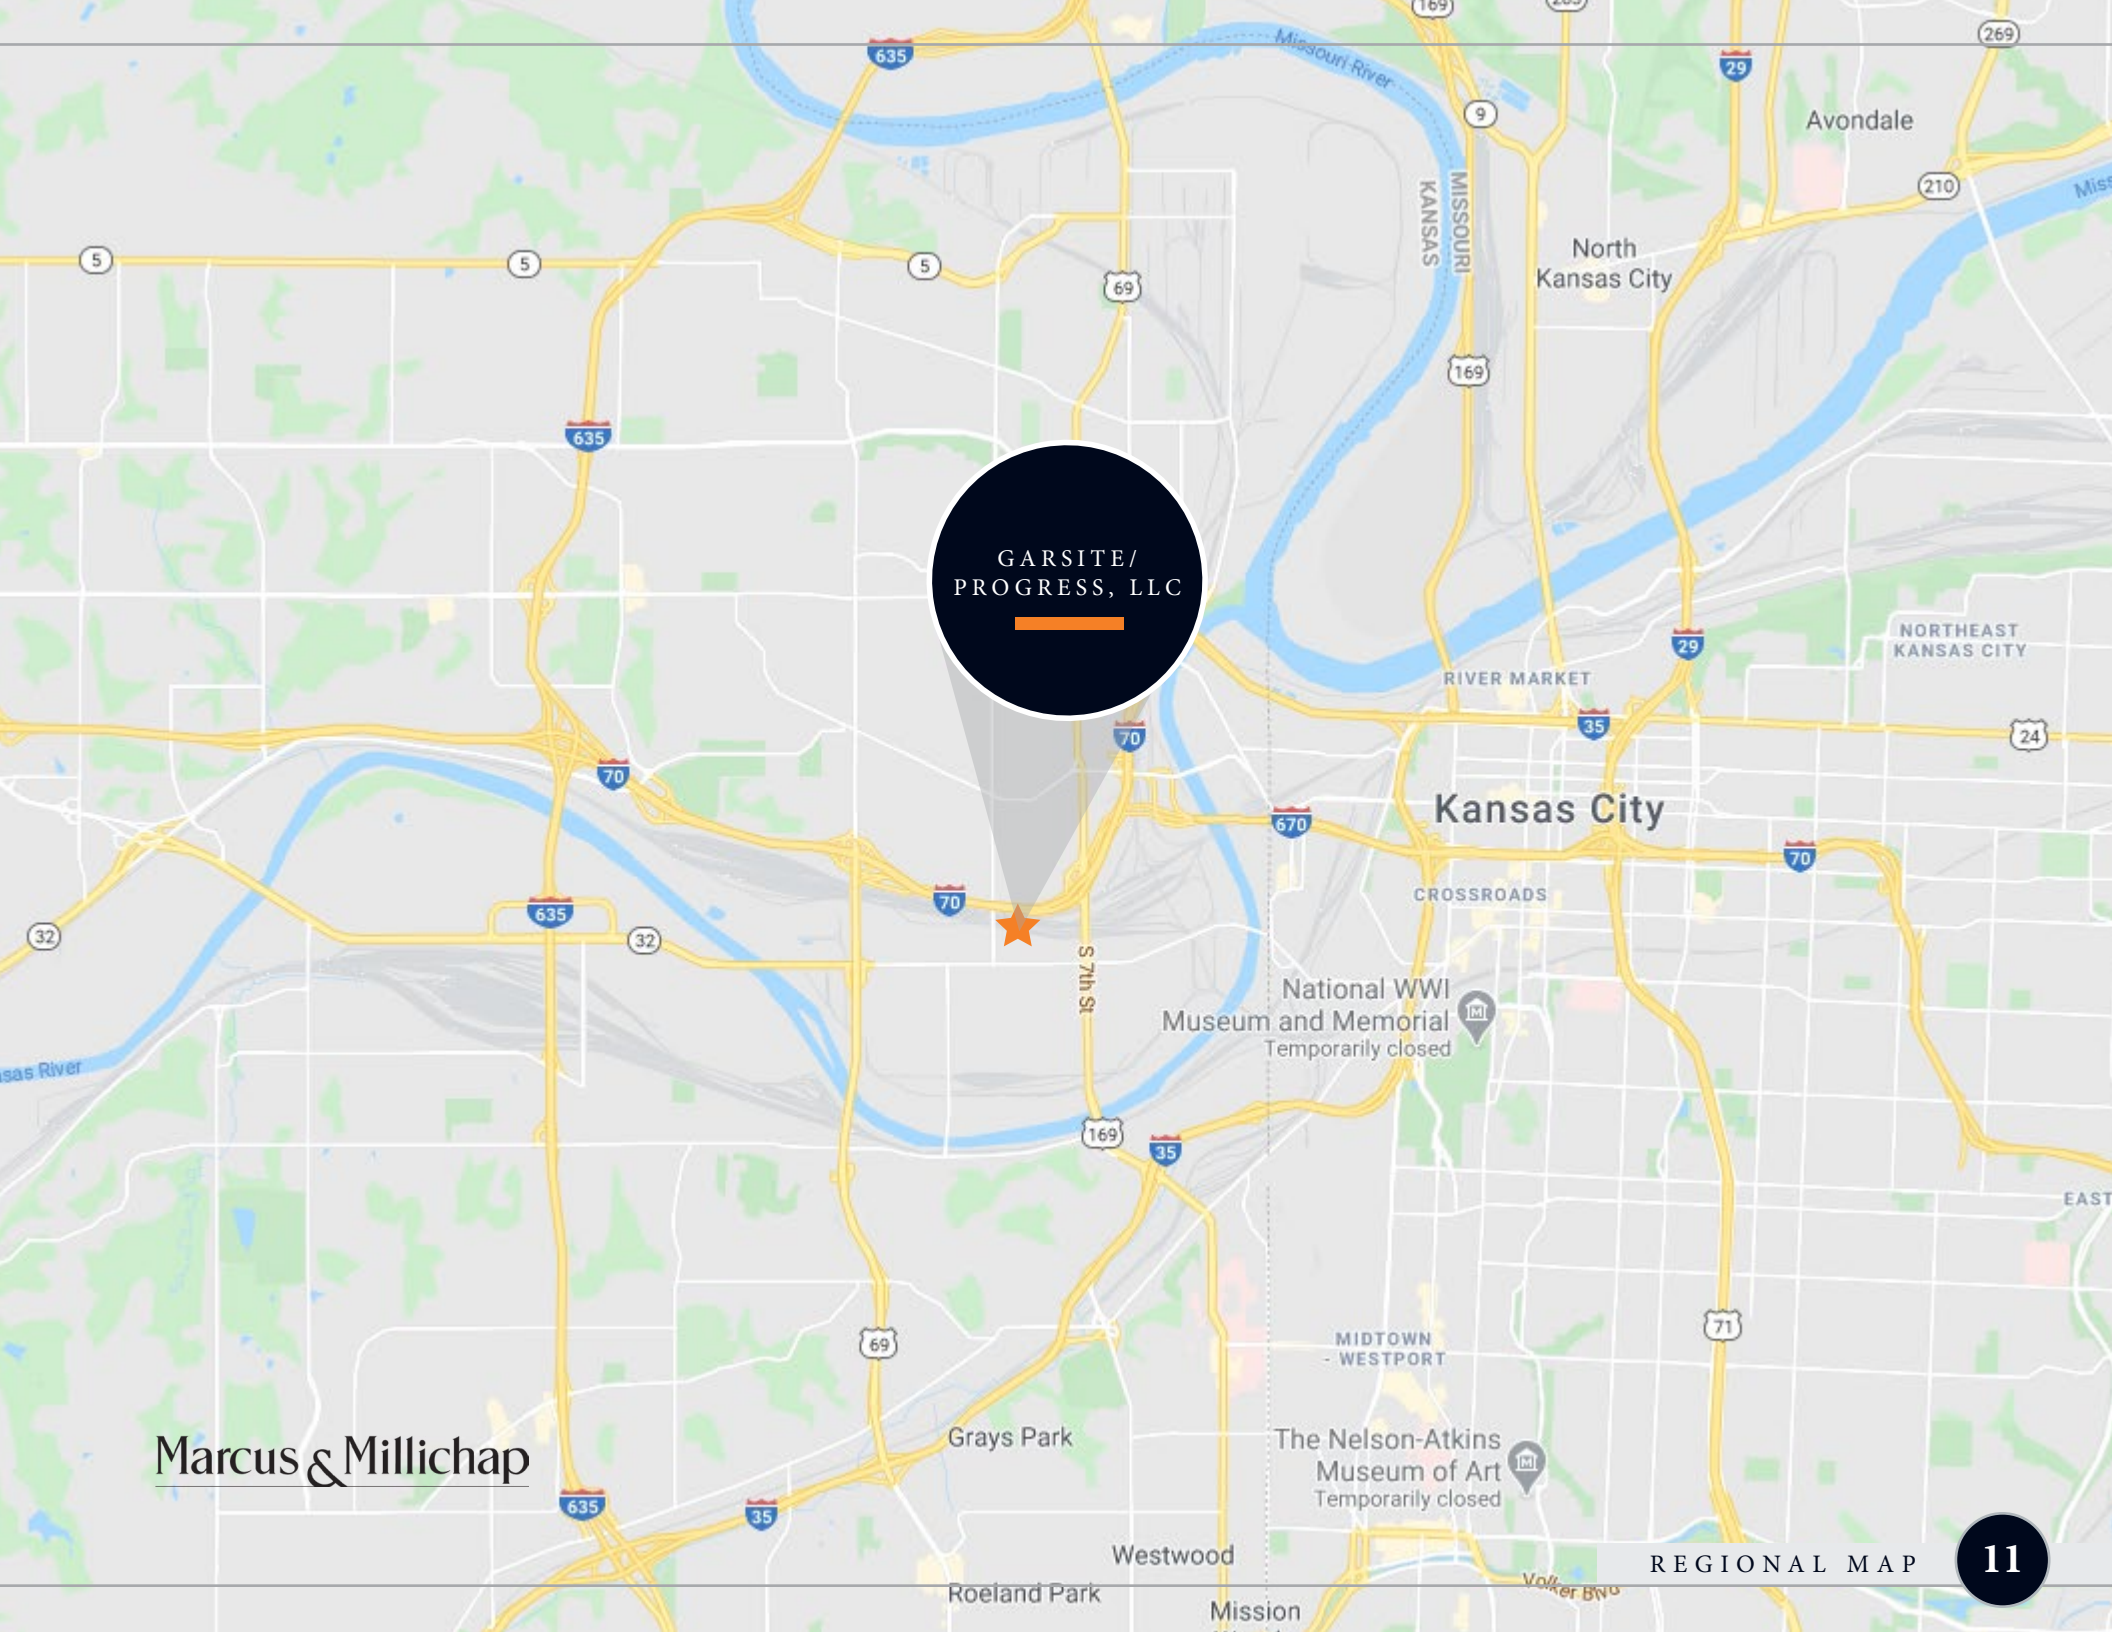 169
635
Missouri River
269
29
9
Avondale
210
MISSOURI
KANSAS
North
Kansas City
5
5
5
69
169
635
GARSITE/
PROGRESS, LLC
NORTHEAST
KANSAS CITY
29
RIVER MARKET
35
24
70
70
Kansas City
670
70
CROSSROADS
70
635
32
32
S 7th St
National WWI
Museum and Memorial
Temporarily closed
169
35
EAST
71
MIDTOWN
- WESTPORT
69
Grays Park
The Nelson-Atkins
Museum of Art
Temporarily closed
Marcus & Millichap
635
35
Westwood
REGIONAL MAP
11
Roeland Park
Volker Blvd
Mission